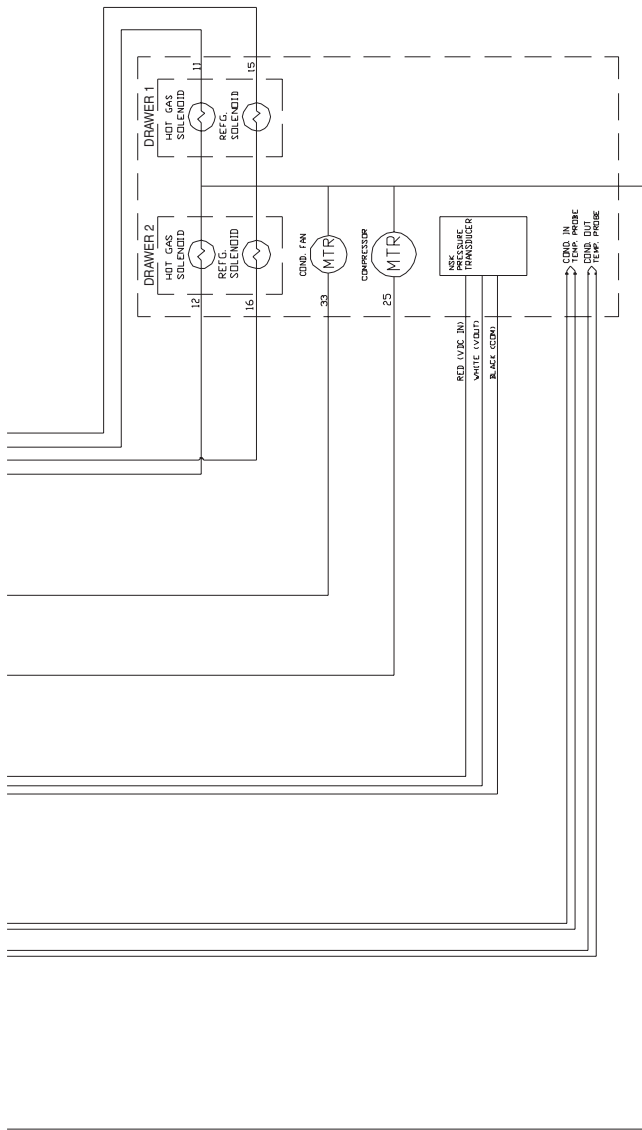 DRAWER 1
HOT GAS
SOLENOID
11
REFG.
SOLENOID
15
DRAWER 2
HOT GAS
SOLENOID
12
REFG.
SOLENOID
16
COND. FAN
MTR
33
COMPRESSOR
MTR
25
NSK
PRESSURE
TRANSDUCER
RED (VDC IN)
WHITE (VOUT)
BLACK (COM)
COND. IN
TEMP. PROBE
COND. OUT
TEMP. PROBE